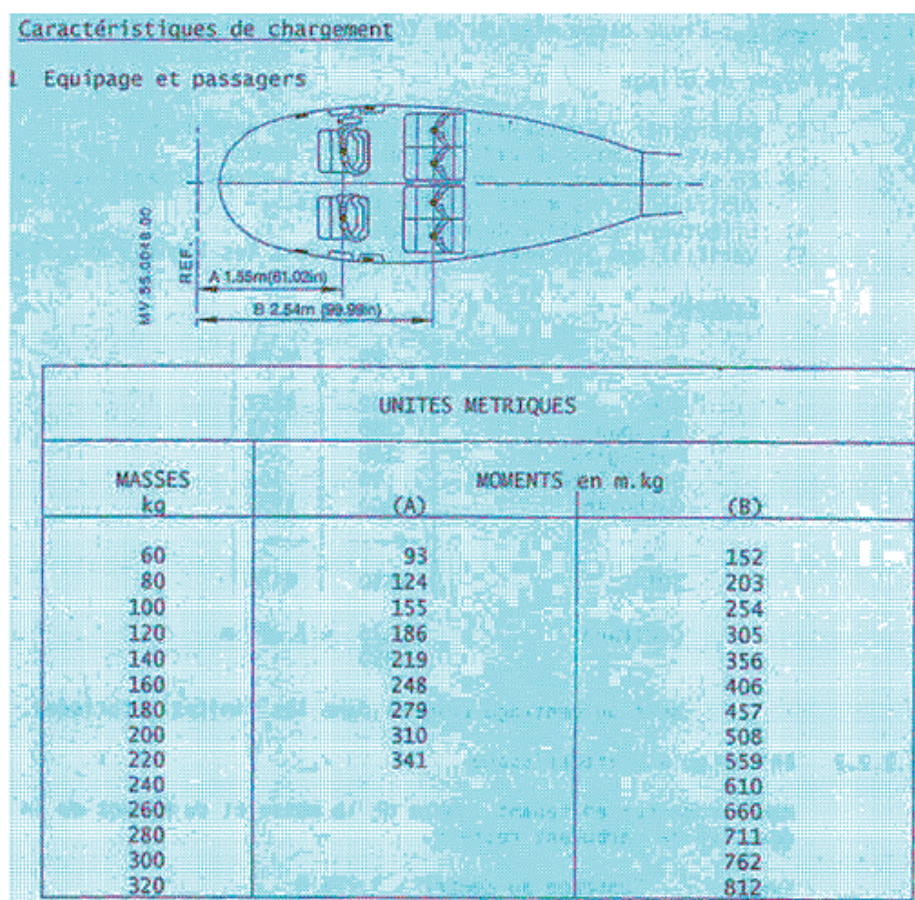 Caractéristiques de chargement
1 Equipage et passagers
MV 55.0048.00
REF.
A 1.55m(61.02in)
B 2.54m (99.99in)
UNITES METRIQUES
MASSES
kg
MOMENTS en m.kg
(A) (B)
60 93 152
80 124 203
100 155 254
120 186 305
140 219 356
160 248 406
180 279 457
200 310 508
220 341 559
240 610
260 660
280 711
300 762
320 812